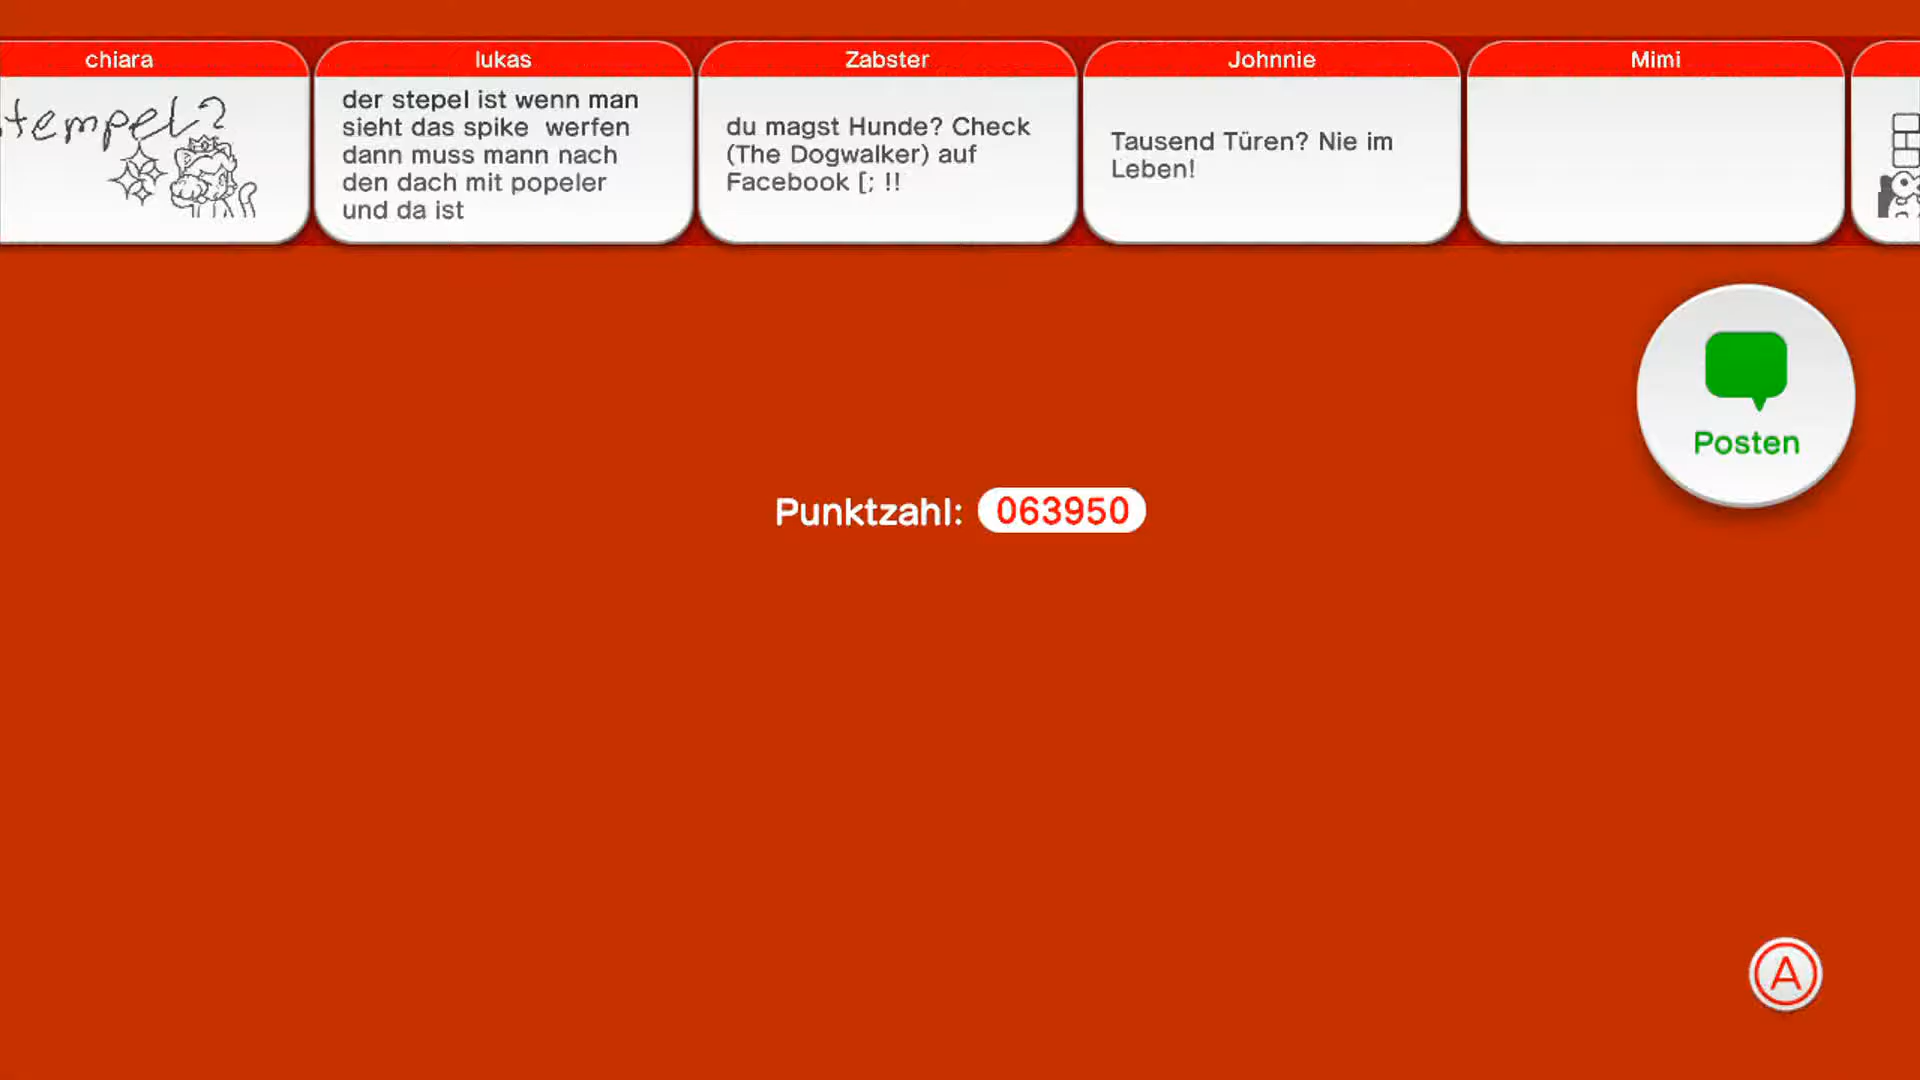 chiara
tempel?
lukas
der stepel ist wenn man
sieht das spike werfen
dann muss mann nach
den dach mit popeler
und da ist
Zabster
du magst Hunde? Check
(The Dogwalker) auf
Facebook [; !!
Johnnie
Tausend Türen? Nie im
Leben!
Mimi
Posten
Punktzahl: 063950
A